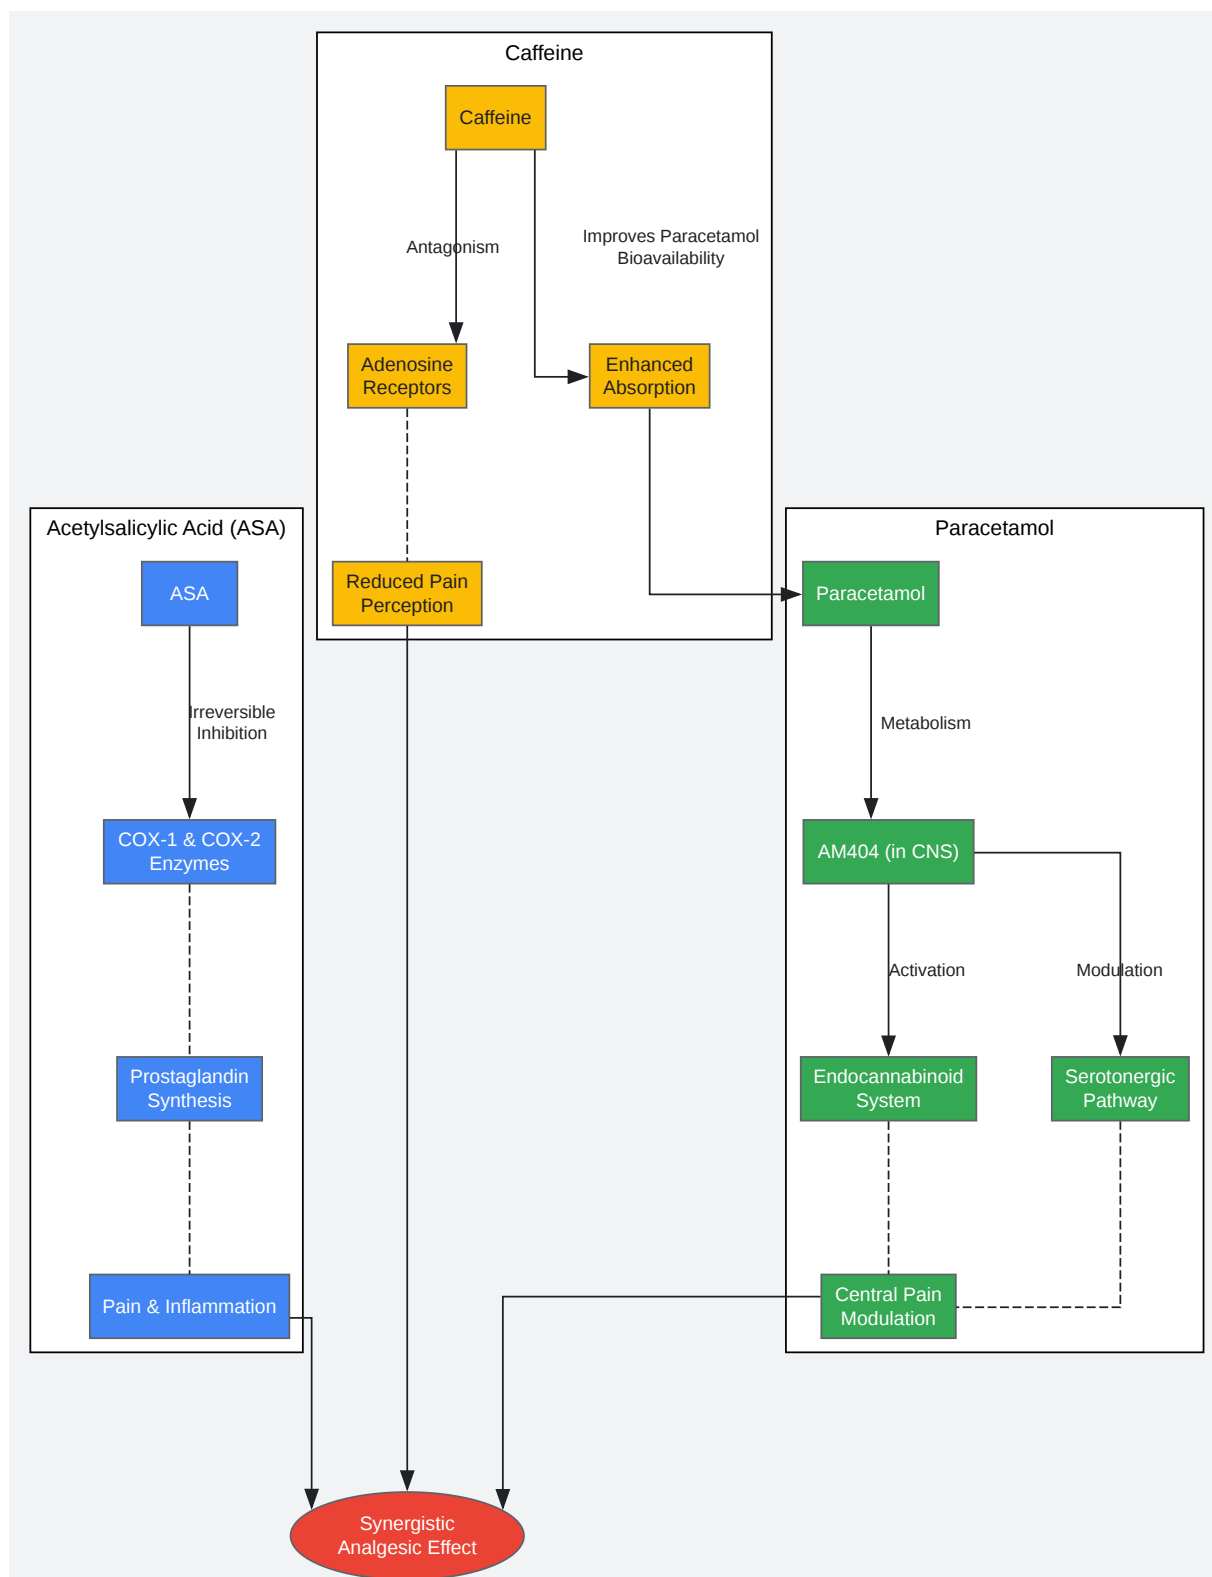 Caffeine
Caffeine
Antagonism
Improves Paracetamol
Bioavailability
Adenosine
Receptors
Enhanced
Absorption
Reduced Pain
Perception
Acetylsalicylic Acid (ASA)
ASA
Irreversible
Inhibition
COX-1 & COX-2
Enzymes
Prostaglandin
Synthesis
Pain & Inflammation
Paracetamol
Paracetamol
Metabolism
AM404 (in CNS)
Activation
Modulation
Endocannabinoid
System
Serotonergic
Pathway
Central Pain
Modulation
Synergistic
Analgesic Effect